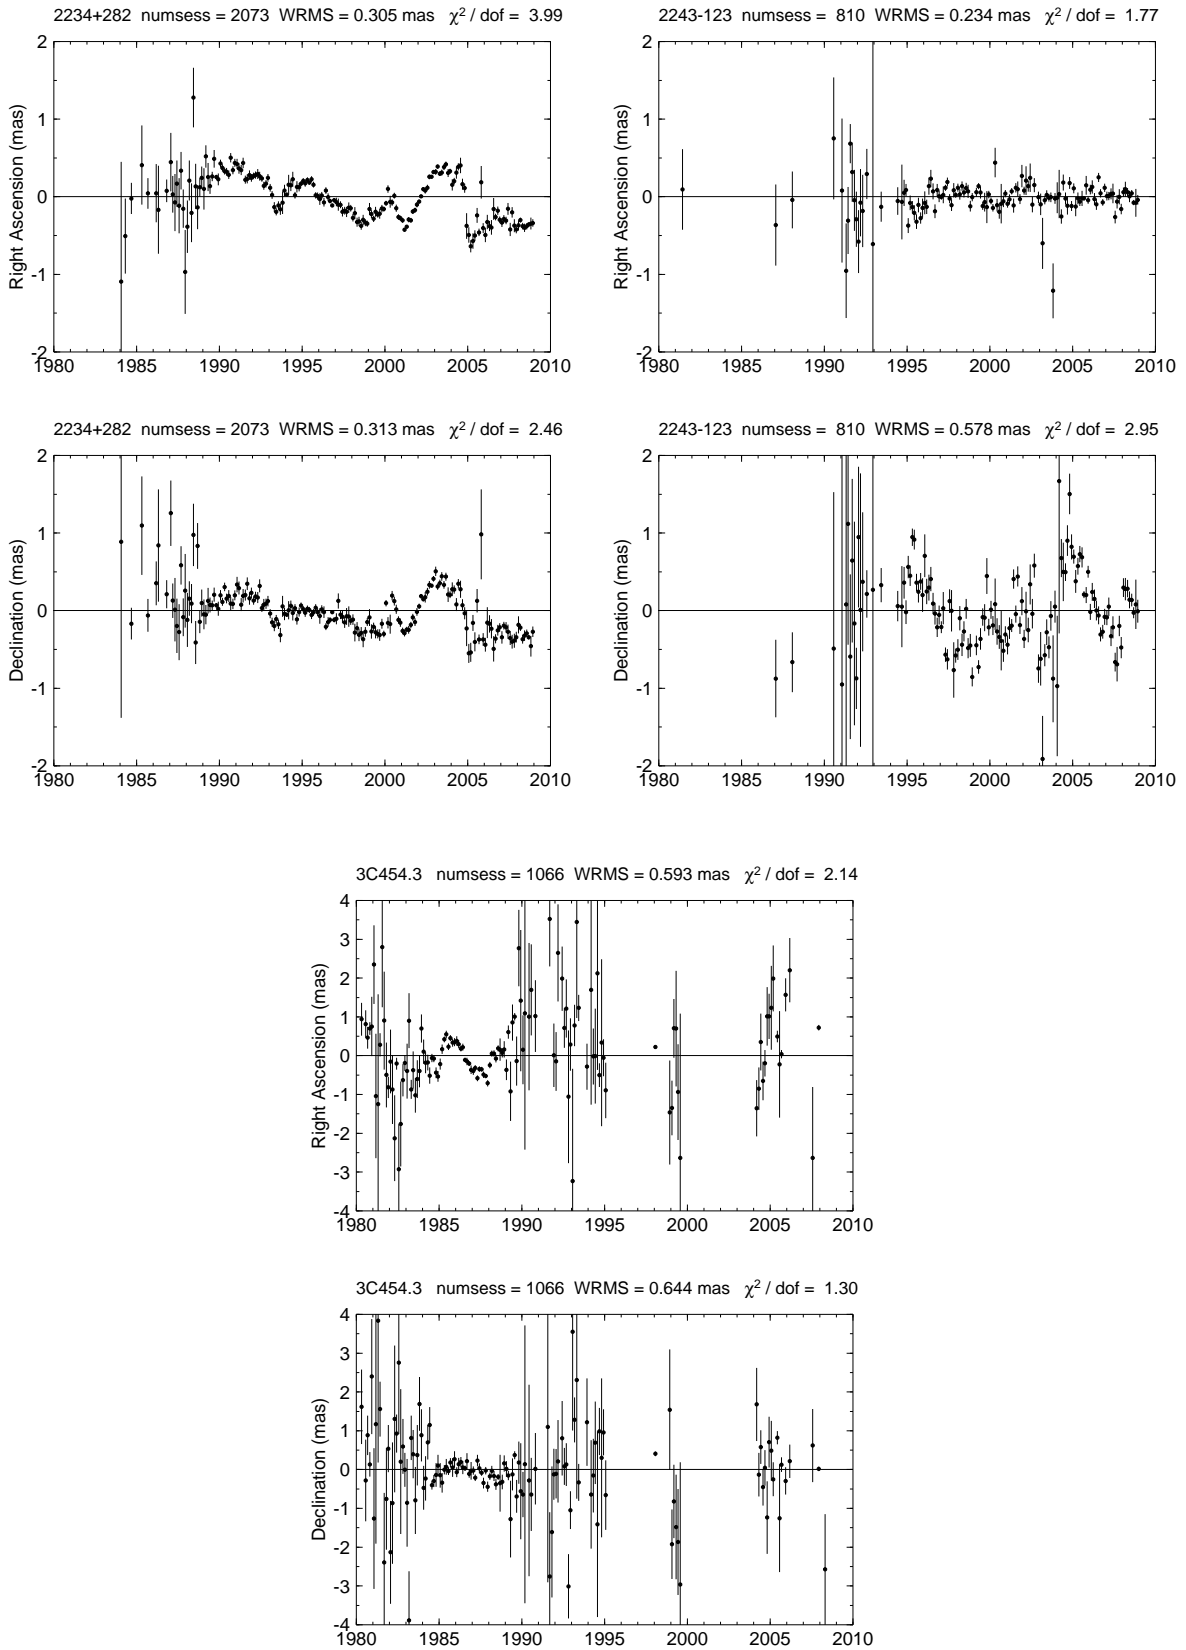 2234+282 numsess = 2073 WRMS = 0.305 mas χ² / dof = 3.99
Right Ascension (mas)
2
1
0
-1
-2
1980 1985 1990 1995 2000 2005 2010
2243-123 numsess = 810 WRMS = 0.234 mas χ² / dof = 1.77
Right Ascension (mas)
2
1
0
-1
-2
1980 1985 1990 1995 2000 2005 2010
2234+282 numsess = 2073 WRMS = 0.313 mas χ² / dof = 2.46
Declination (mas)
2
1
0
-1
-2
1980 1985 1990 1995 2000 2005 2010
2243-123 numsess = 810 WRMS = 0.578 mas χ² / dof = 2.95
Declination (mas)
2
1
0
-1
-2
1980 1985 1990 1995 2000 2005 2010
3C454.3 numsess = 1066 WRMS = 0.593 mas χ² / dof = 2.14
Right Ascension (mas)
4
3
2
1
0
-1
-2
-3
-4
1980 1985 1990 1995 2000 2005 2010
3C454.3 numsess = 1066 WRMS = 0.644 mas χ² / dof = 1.30
Declination (mas)
4
3
2
1
0
-1
-2
-3
-4
1980 1985 1990 1995 2000 2005 2010